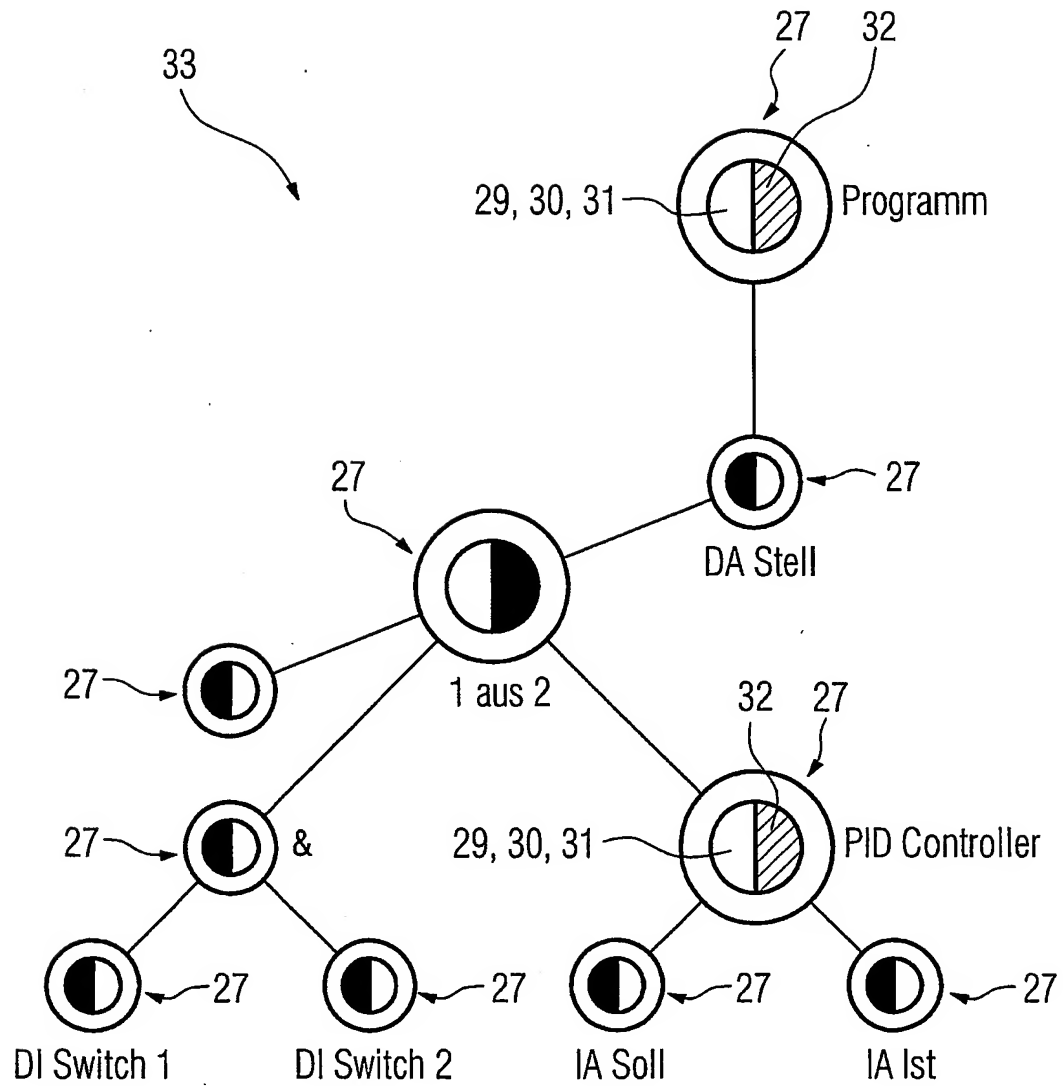 27 32
33
29, 30, 31 Programm
27
27
DA Stell
27
1 aus 2
32 27
27 &
29, 30, 31 PID Controller
27 27 27 27
DI Switch 1 DI Switch 2 IA Soll IA Ist